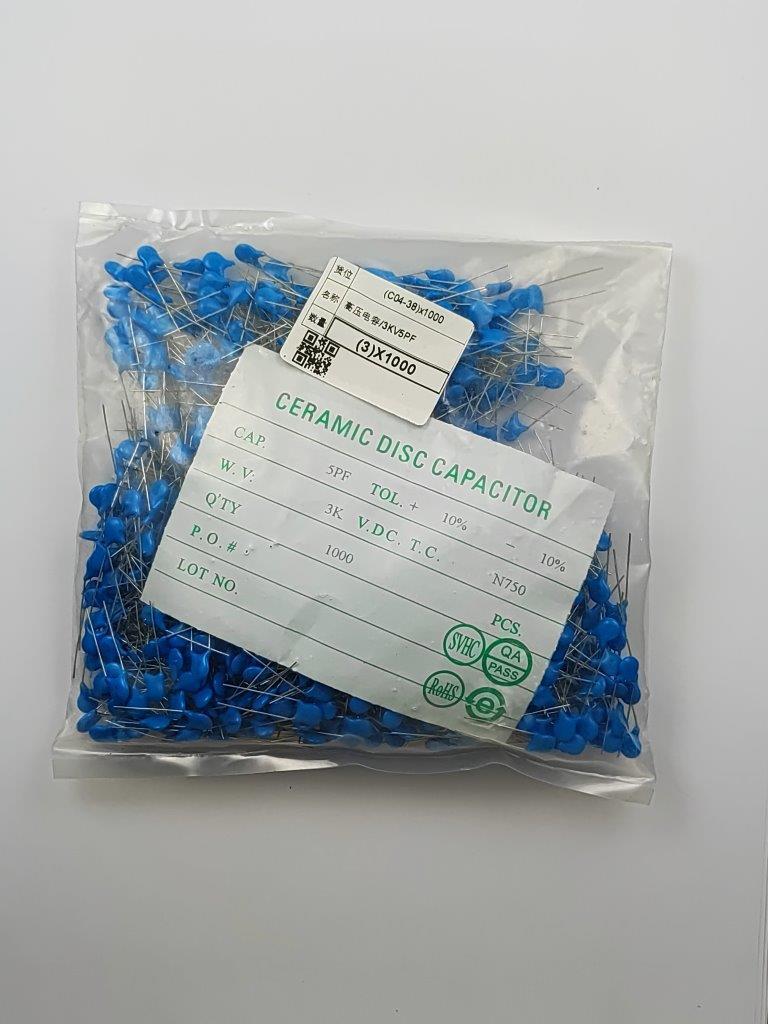 货位 (C04-38)x1000
名称 高压电容/3KV5PF
数量 (3)X1000
CERAMIC DISC CAPACITOR
CAP. 5PF TOL. + 10% - 10%
W.V: 3K V.DC. T.C. N750
Q'TY 1000 PCS.
P.O.#:
LOT NO.
SVHC QA PASS
RoHS e